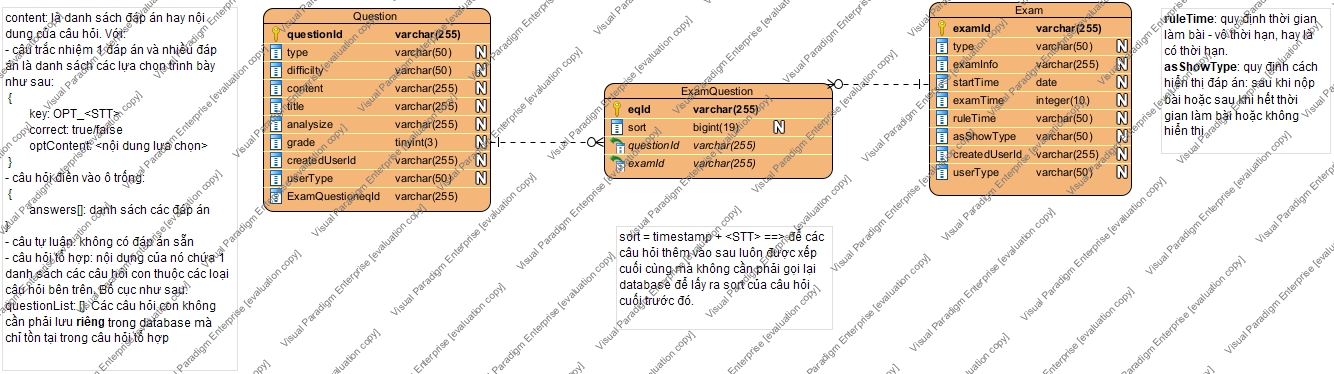 content: là danh sách đáp án hay nội
dung của câu hỏi. Với:
- câu trắc nhiệm 1 đáp án và nhiều đáp
án là danh sách các lựa chọn trình bày
như sau:
{
key: OPT_<STT>
correct: true/false
optContent: <nội dung lựa chọn>
}
- câu hỏi điền vào ô trống:
{
answers[]: danh sách các đáp án
}
- câu tự luận: không có đáp án sẵn
- câu hỏi tổ hợp: nội dung của nó chứa 1
danh sách các câu hỏi con thuộc các loại
câu hỏi bên trên. Bố cục như sau:
questionList: []. Các câu hỏi con không
cần phải lưu riêng trong database mà
chỉ tồn tại trong câu hỏi tổ hợp
Question
questionId varchar(255)
type varchar(50) N
difficilty varchar(50) N
content varchar(255) N
title varchar(255) N
analysize varchar(255) N
grade tinyint(3) N
createdUserId varchar(255) N
userType varchar(50) N
ExamQuestioneqId varchar(255)
ExamQuestion
eqId varchar(255)
sort bigint(19) N
questionId varchar(255)
examId varchar(255)
sort = timestamp + <STT> ==> để các
câu hỏi thêm vào sau luôn được xếp
cuối cùng mà không cần phải gọi lại
database để lấy ra sort của câu hỏi
cuối trước đó.
Exam
examId varchar(255)
type varchar(50) N
examInfo varchar(255) N
startTime date N
examTime integer(10) N
ruleTime varchar(50) N
asShowType varchar(50) N
createdUserId varchar(255) N
userType varchar(50) N
ruleTime: quy định thời gian
làm bài - vô thời hạn, hay là
có thời hạn.
asShowType: quy định cách
hiển thị đáp án: sau khi nộp
bài hoặc sau khi hết thời
gian làm bài hoặc không
hiển thị
Visual Paradigm Enterprise [evaluation copy]